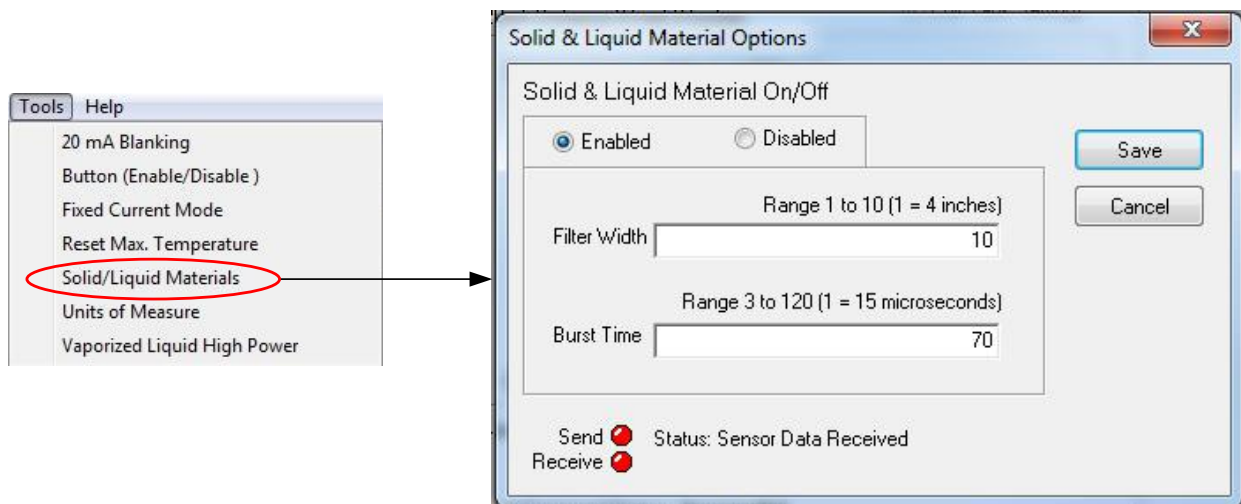 Tools Help
20 mA Blanking
Button (Enable/Disable )
Fixed Current Mode
Reset Max. Temperature
Solid/Liquid Materials
Units of Measure
Vaporized Liquid High Power
Solid & Liquid Material Options
X
Solid & Liquid Material On/Off
Enabled Disabled
Save
Cancel
Range 1 to 10 (1 = 4 inches)
Filter Width 10
Range 3 to 120 (1 = 15 microseconds)
Burst Time 70
Send Status: Sensor Data Received
Receive